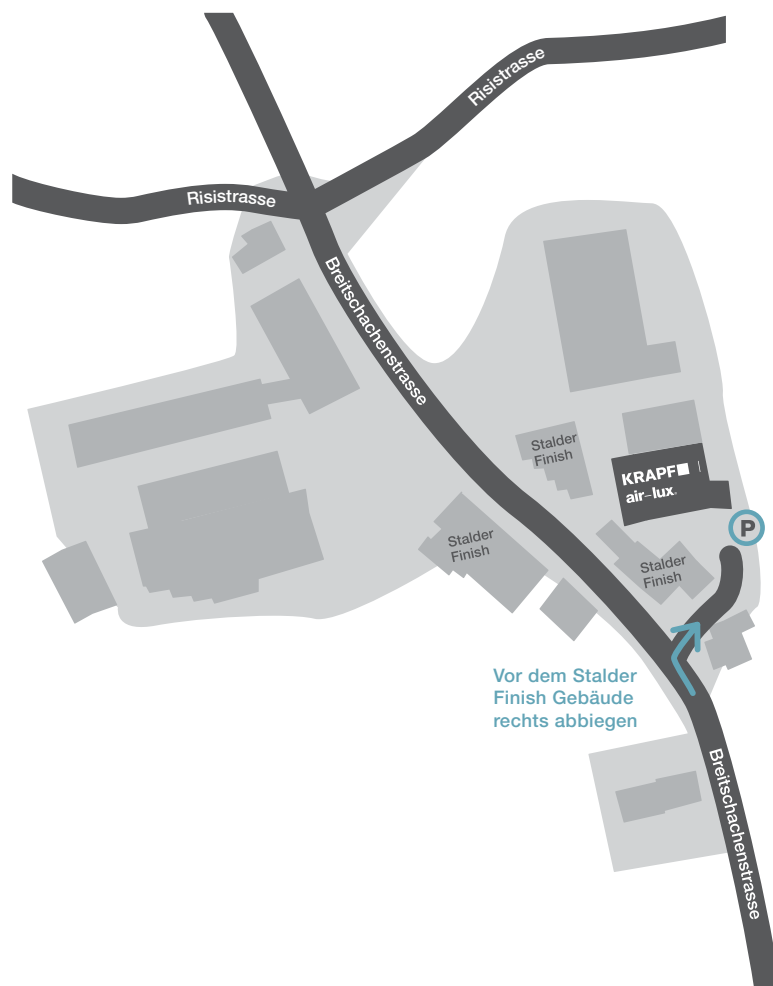 Risistrasse
Risistrasse
Breitschachenstrasse
Stalder
Finish
KRAPF
air-lux
P
Stalder
Finish
Stalder
Finish
Vor dem Stalder
Finish Gebäude
rechts abbiegen
Breitschachenstrasse